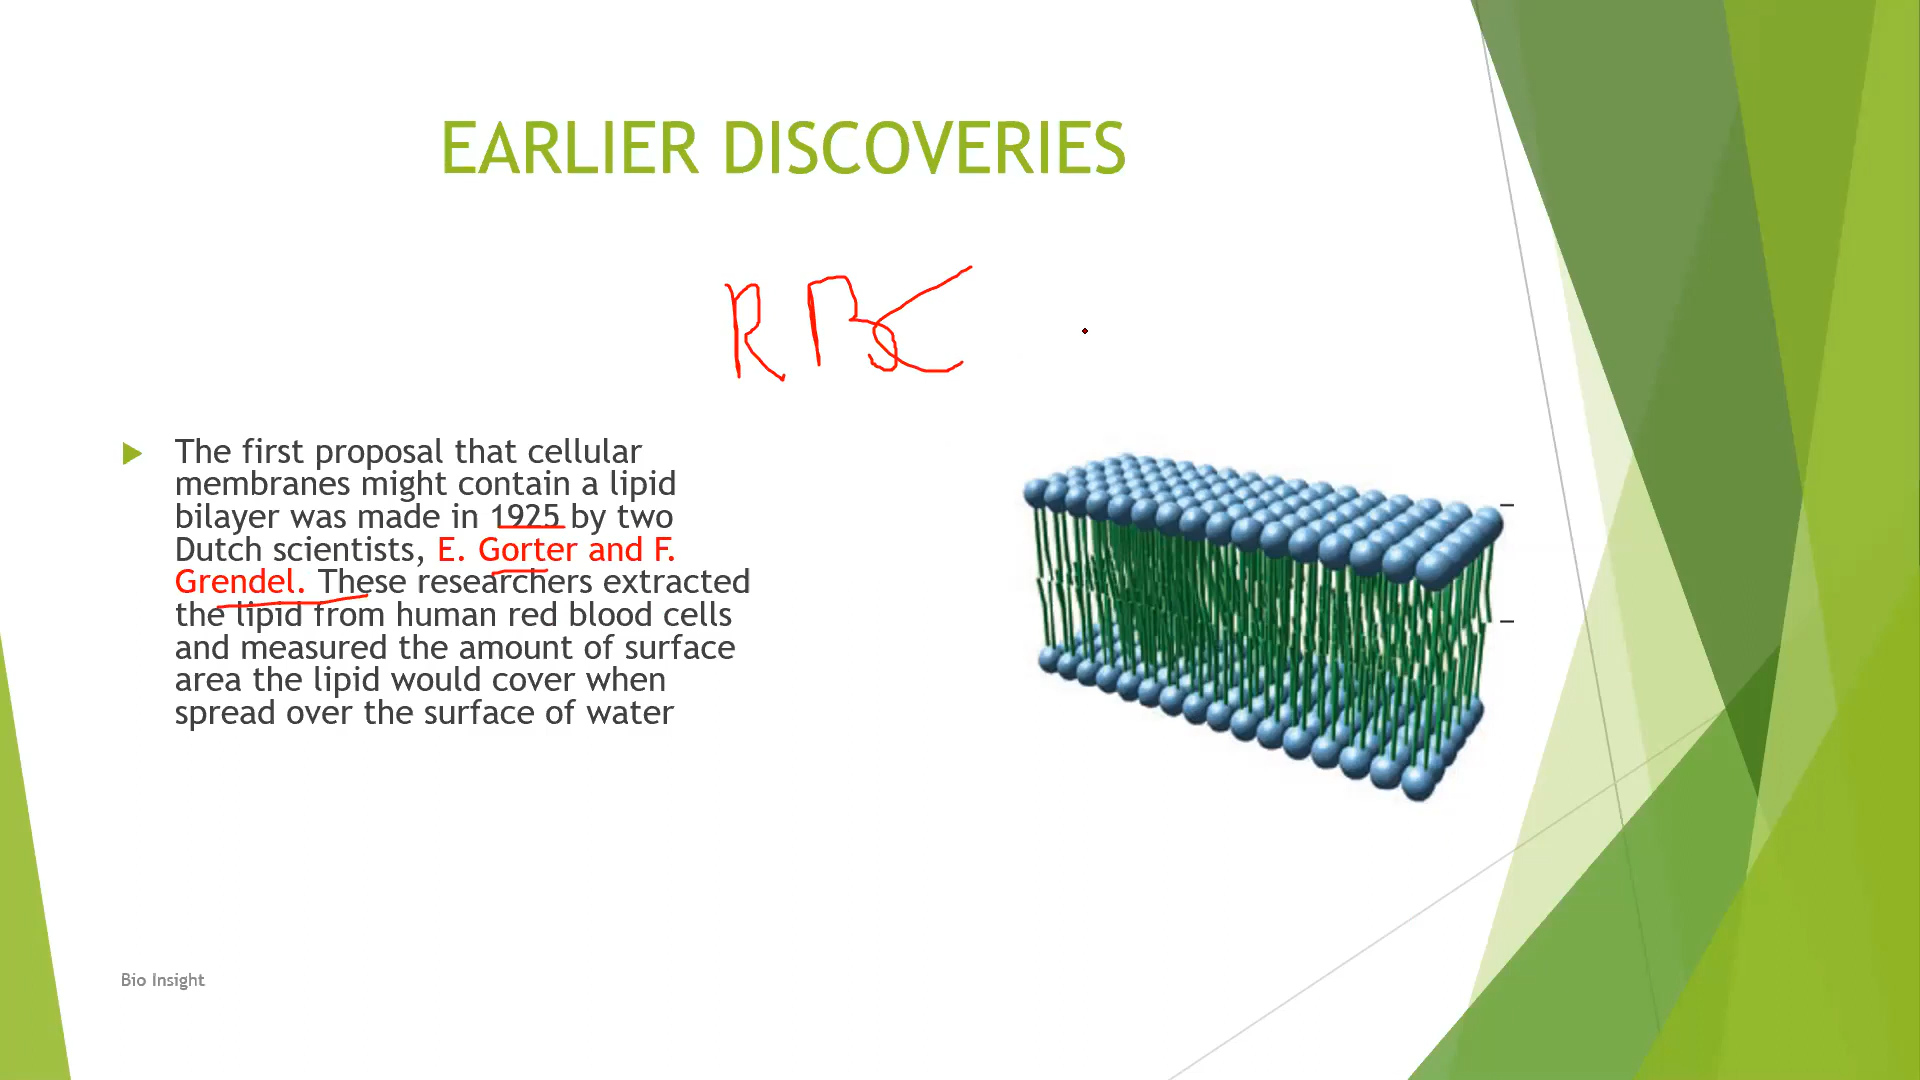 EARLIER DISCOVERIES
RBC
The first proposal that cellular
membranes might contain a lipid
bilayer was made in 1925 by two
Dutch scientists, E. Gorter and F.
Grendel. These researchers extracted
the lipid from human red blood cells
and measured the amount of surface
area the lipid would cover when
spread over the surface of water
Bio Insight